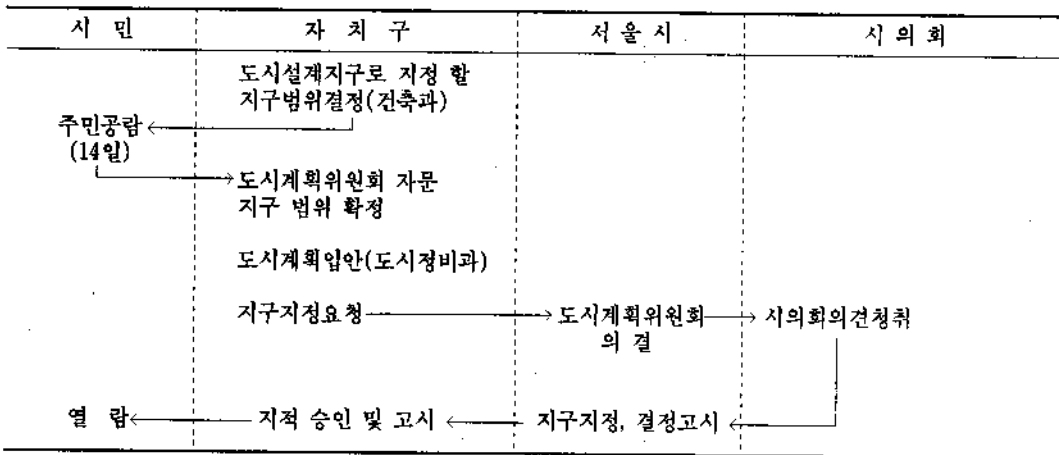 시 민 자 치 구 서 울 시 시 의 회
도시설계지구로 지정 할
지구범위결정(건축과)
주민공람
(14일)
도시계획위원회 자문
지구 범위 확정
도시계획입안(도시정비과)
지구지정요청 도시계획위원회 시의회의견청취
의 결
열 람 지적 승인 및 고시 지구지정, 결정고시